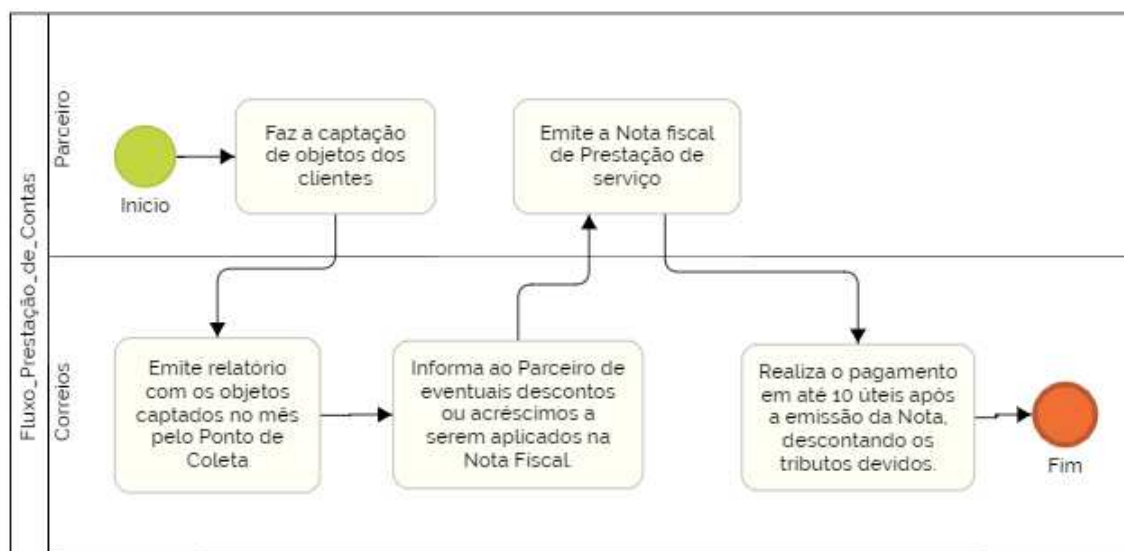 Fluxo_Prestação_de_Contas
Parceiro
Inicio
Faz a captação
de objetos dos
clientes
Emite a Nota fiscal
de Prestação de
serviço
Correios
Emite relatório
com os objetos
captados no mês
pelo Ponto de
Coleta
Informa ao Parceiro de
eventuais descontos
ou acréscimos a
serem aplicados na
Nota Fiscal.
Realiza o pagamento
em até 10 úteis após
a emissão da Nota,
descontando os
tributos devidos.
Fim